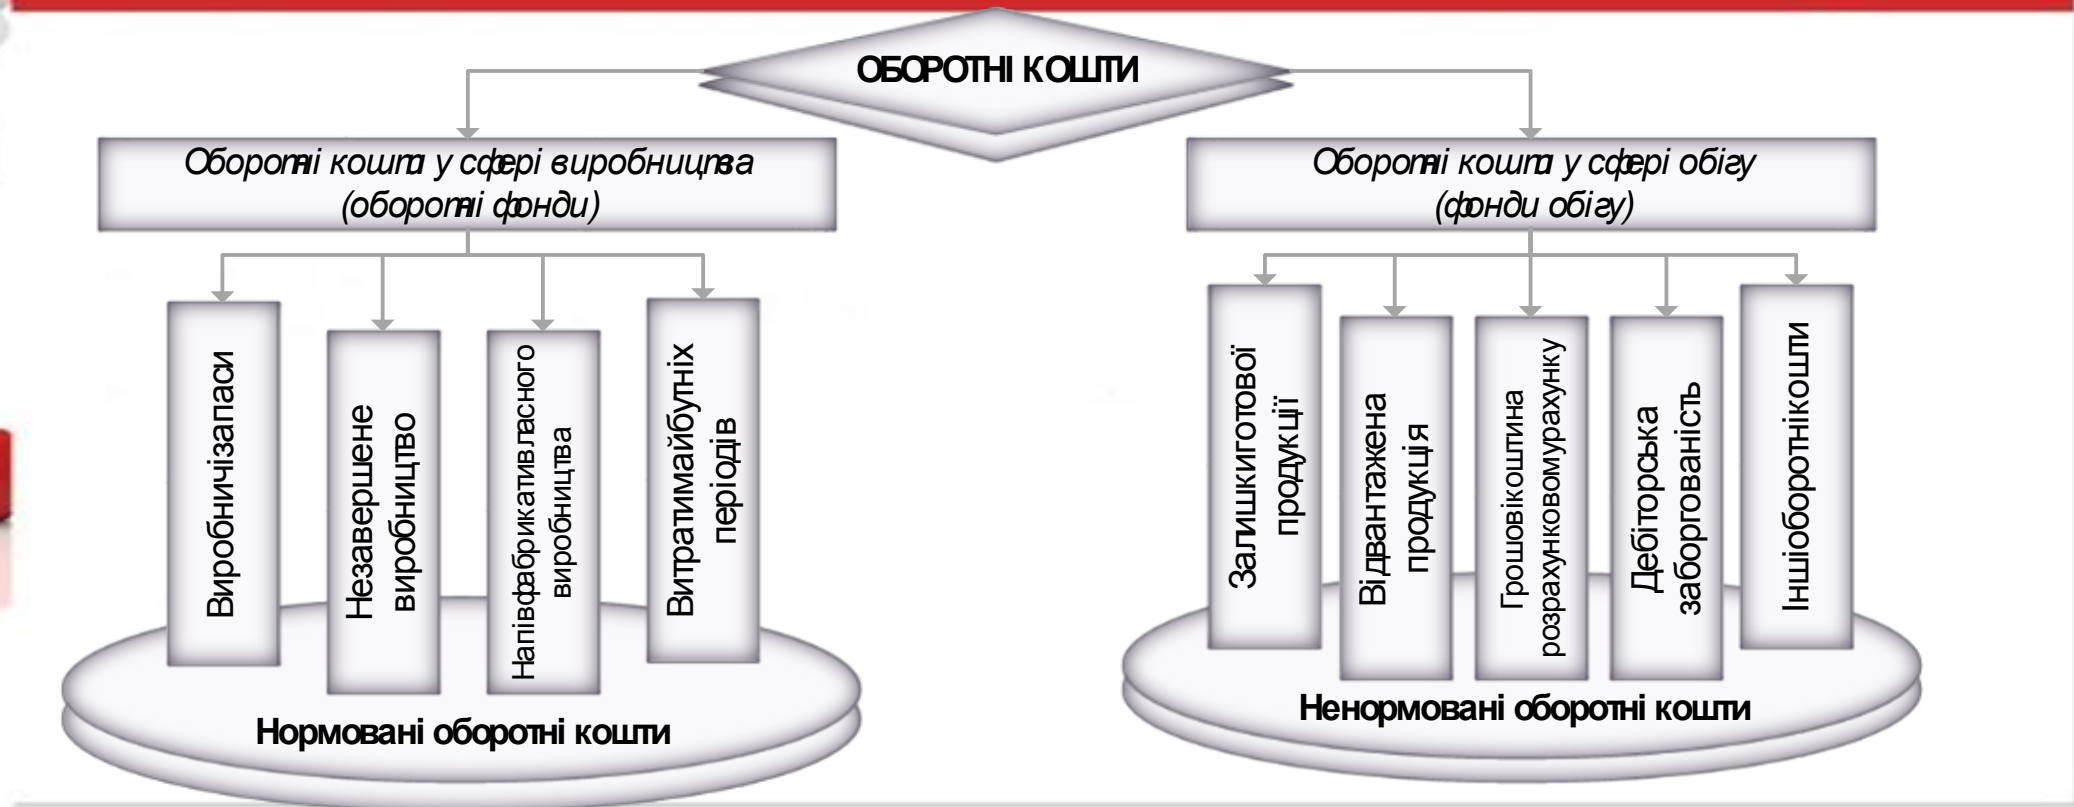 ОБОРОТНІ КОШТИ
Оборотні кошти у сфері виробництва
(оборотні фонди)
Оборотні кошти у сфері обігу
(фонди обігу)
Виробничізапаси
Незавершене
виробництво
Напівфабрикативласного
виробництва
Витратимайбутніх
періодів
Залишкиготової
продукції
Відвантажена
продукція
Грошовікоштина
розрахунковомурахунку
Дебіторська
заборгованість
Іншіоборотнікошти
Нормовані оборотні кошти
Ненормовані оборотні кошти